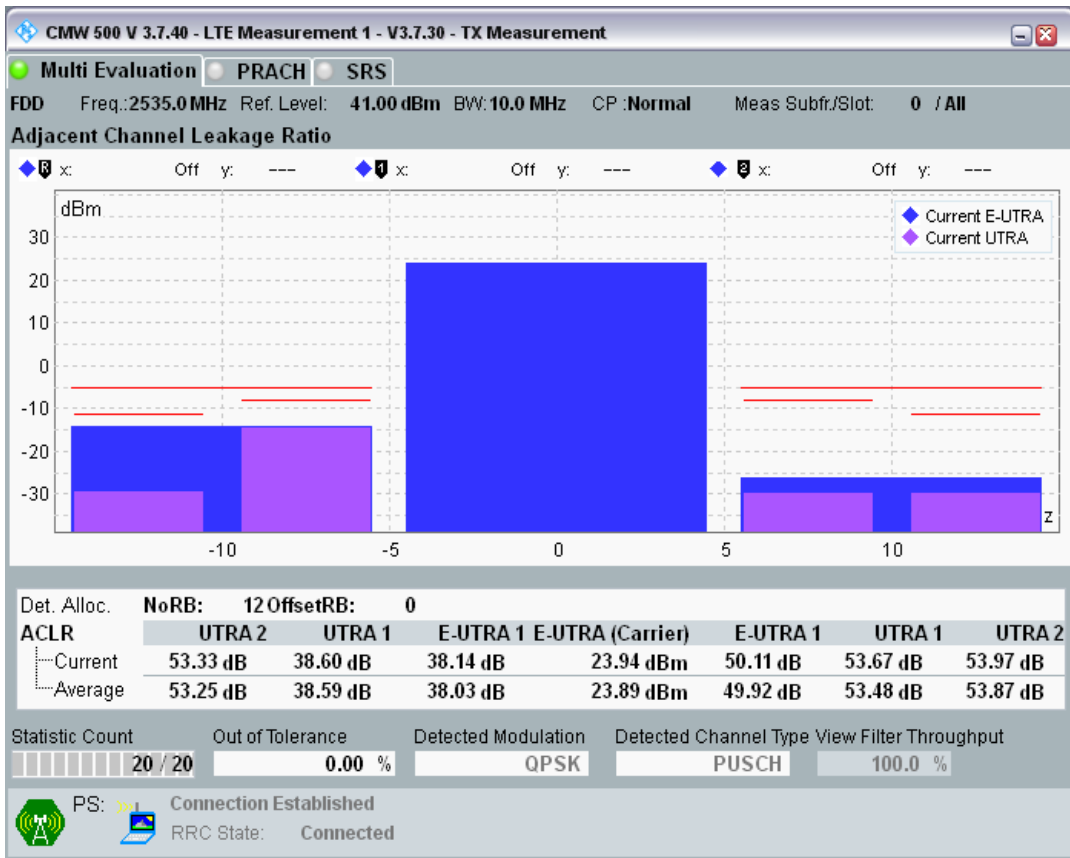 CMW 500 V 3.7.40 - LTE Measurement 1 - V3.7.30 - TX Measurement
Multi Evaluation PRACH SRS
FDD Freq.:2535.0 MHz Ref. Level: 41.00 dBm BW:10.0 MHz CP :Normal Meas Subfr./Slot: 0 / All
Adjacent Channel Leakage Ratio
R x: Off y: --- 1 x: Off y: --- 2 x: Off y: ---
dBm
Current E-UTRA
Current UTRA
30
20
10
0
-10
-20
-30
z
-10 -5 0 5 10
Det. Alloc. NoRB: 12 OffsetRB: 0
ACLR UTRA 2 UTRA 1 E-UTRA 1 E-UTRA (Carrier) E-UTRA 1 UTRA 1 UTRA 2
Current 53.33 dB 38.60 dB 38.14 dB 23.94 dBm 50.11 dB 53.67 dB 53.97 dB
Average 53.25 dB 38.59 dB 38.03 dB 23.89 dBm 49.92 dB 53.48 dB 53.87 dB
Statistic Count Out of Tolerance Detected Modulation Detected Channel Type View Filter Throughput
20 / 20 0.00 % QPSK PUSCH 100.0 %
PS: Connection Established
RRC State: Connected